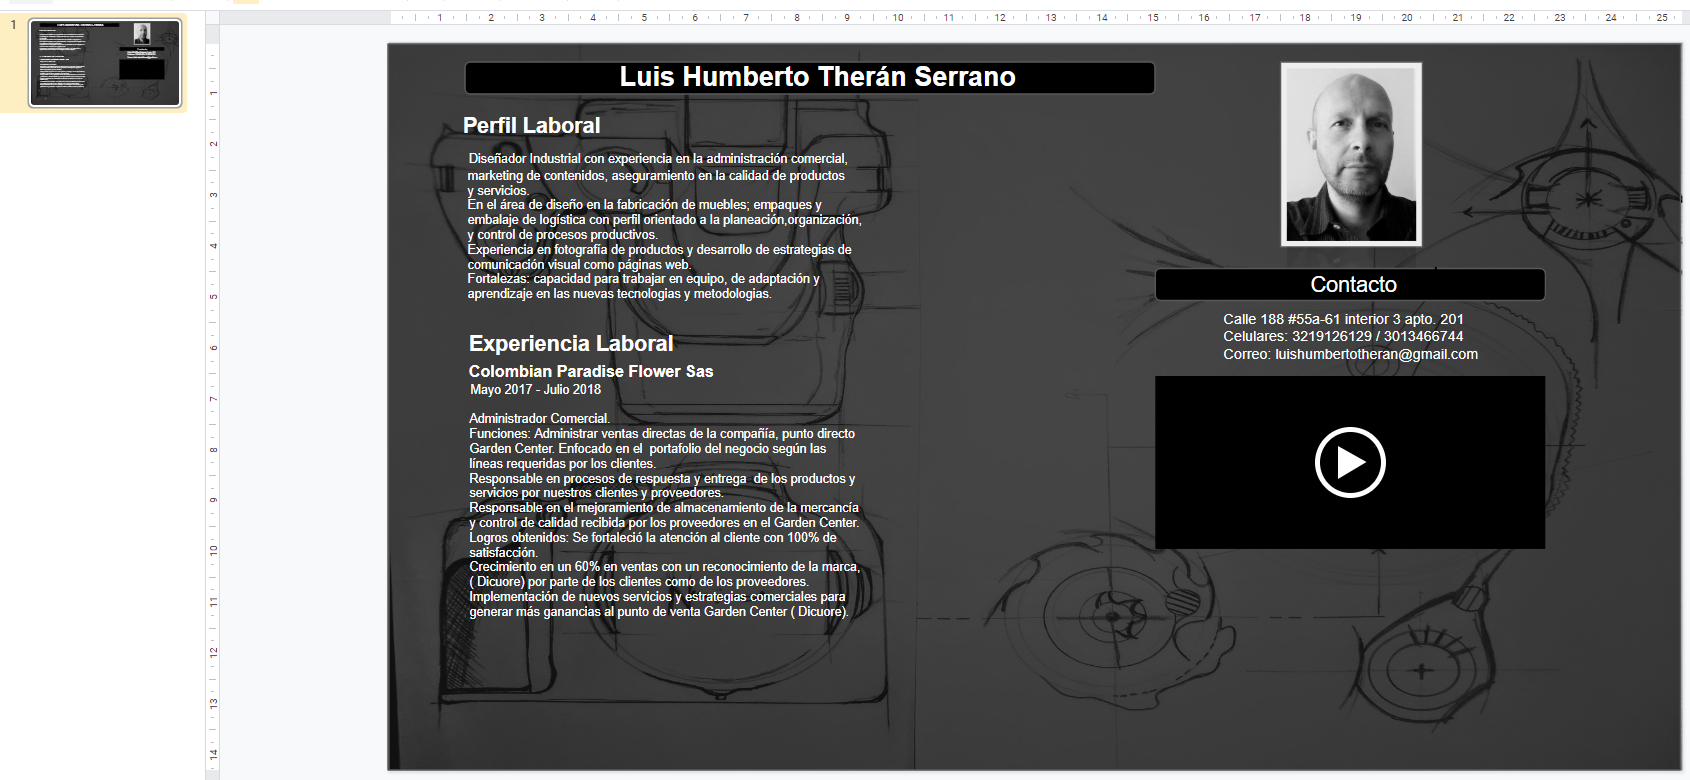 1
1 2 3 4 5 6 7 8 9 10 11 12 13 14 15 16 17 18 19 20 21 22 23 24 25
1 2 3 4 5 6 7 8 9 10 11 12 13 14
Luis Humberto Therán Serrano
Perfil Laboral
Diseñador Industrial con experiencia en la administración comercial,
marketing de contenidos, aseguramiento en la calidad de productos
y servicios.
En el área de diseño en la fabricación de muebles; empaques y
embalaje de logística con perfil orientado a la planeación,organización,
y control de procesos productivos.
Experiencia en fotografía de productos y desarrollo de estrategias de
comunicación visual como páginas web.
Fortalezas: capacidad para trabajar en equipo, de adaptación y
aprendizaje en las nuevas tecnologias y metodologias.
Experiencia Laboral
Colombian Paradise Flower Sas
Mayo 2017 - Julio 2018
Administrador Comercial.
Funciones: Administrar ventas directas de la compañía, punto directo
Garden Center. Enfocado en el  portafolio del negocio según las
líneas requeridas por los clientes.
Responsable en procesos de respuesta y entrega  de los productos y
servicios por nuestros clientes y proveedores.
Responsable en el mejoramiento de almacenamiento de la mercancía
y control de calidad recibida por los proveedores en el Garden Center.
Logros obtenidos: Se fortaleció la atención al cliente con 100% de
satisfacción.
Crecimiento en un 60% en ventas con un reconocimiento de la marca,
( Dicuore) por parte de los clientes como de los proveedores.
Implementación de nuevos servicios y estrategias comerciales para
generar más ganancias al punto de venta Garden Center ( Dicuore).
Contacto
Calle 188 #55a-61 interior 3 apto. 201
Celulares: 3219126129 / 3013466744
Correo: luishumbertotheran@gmail.com